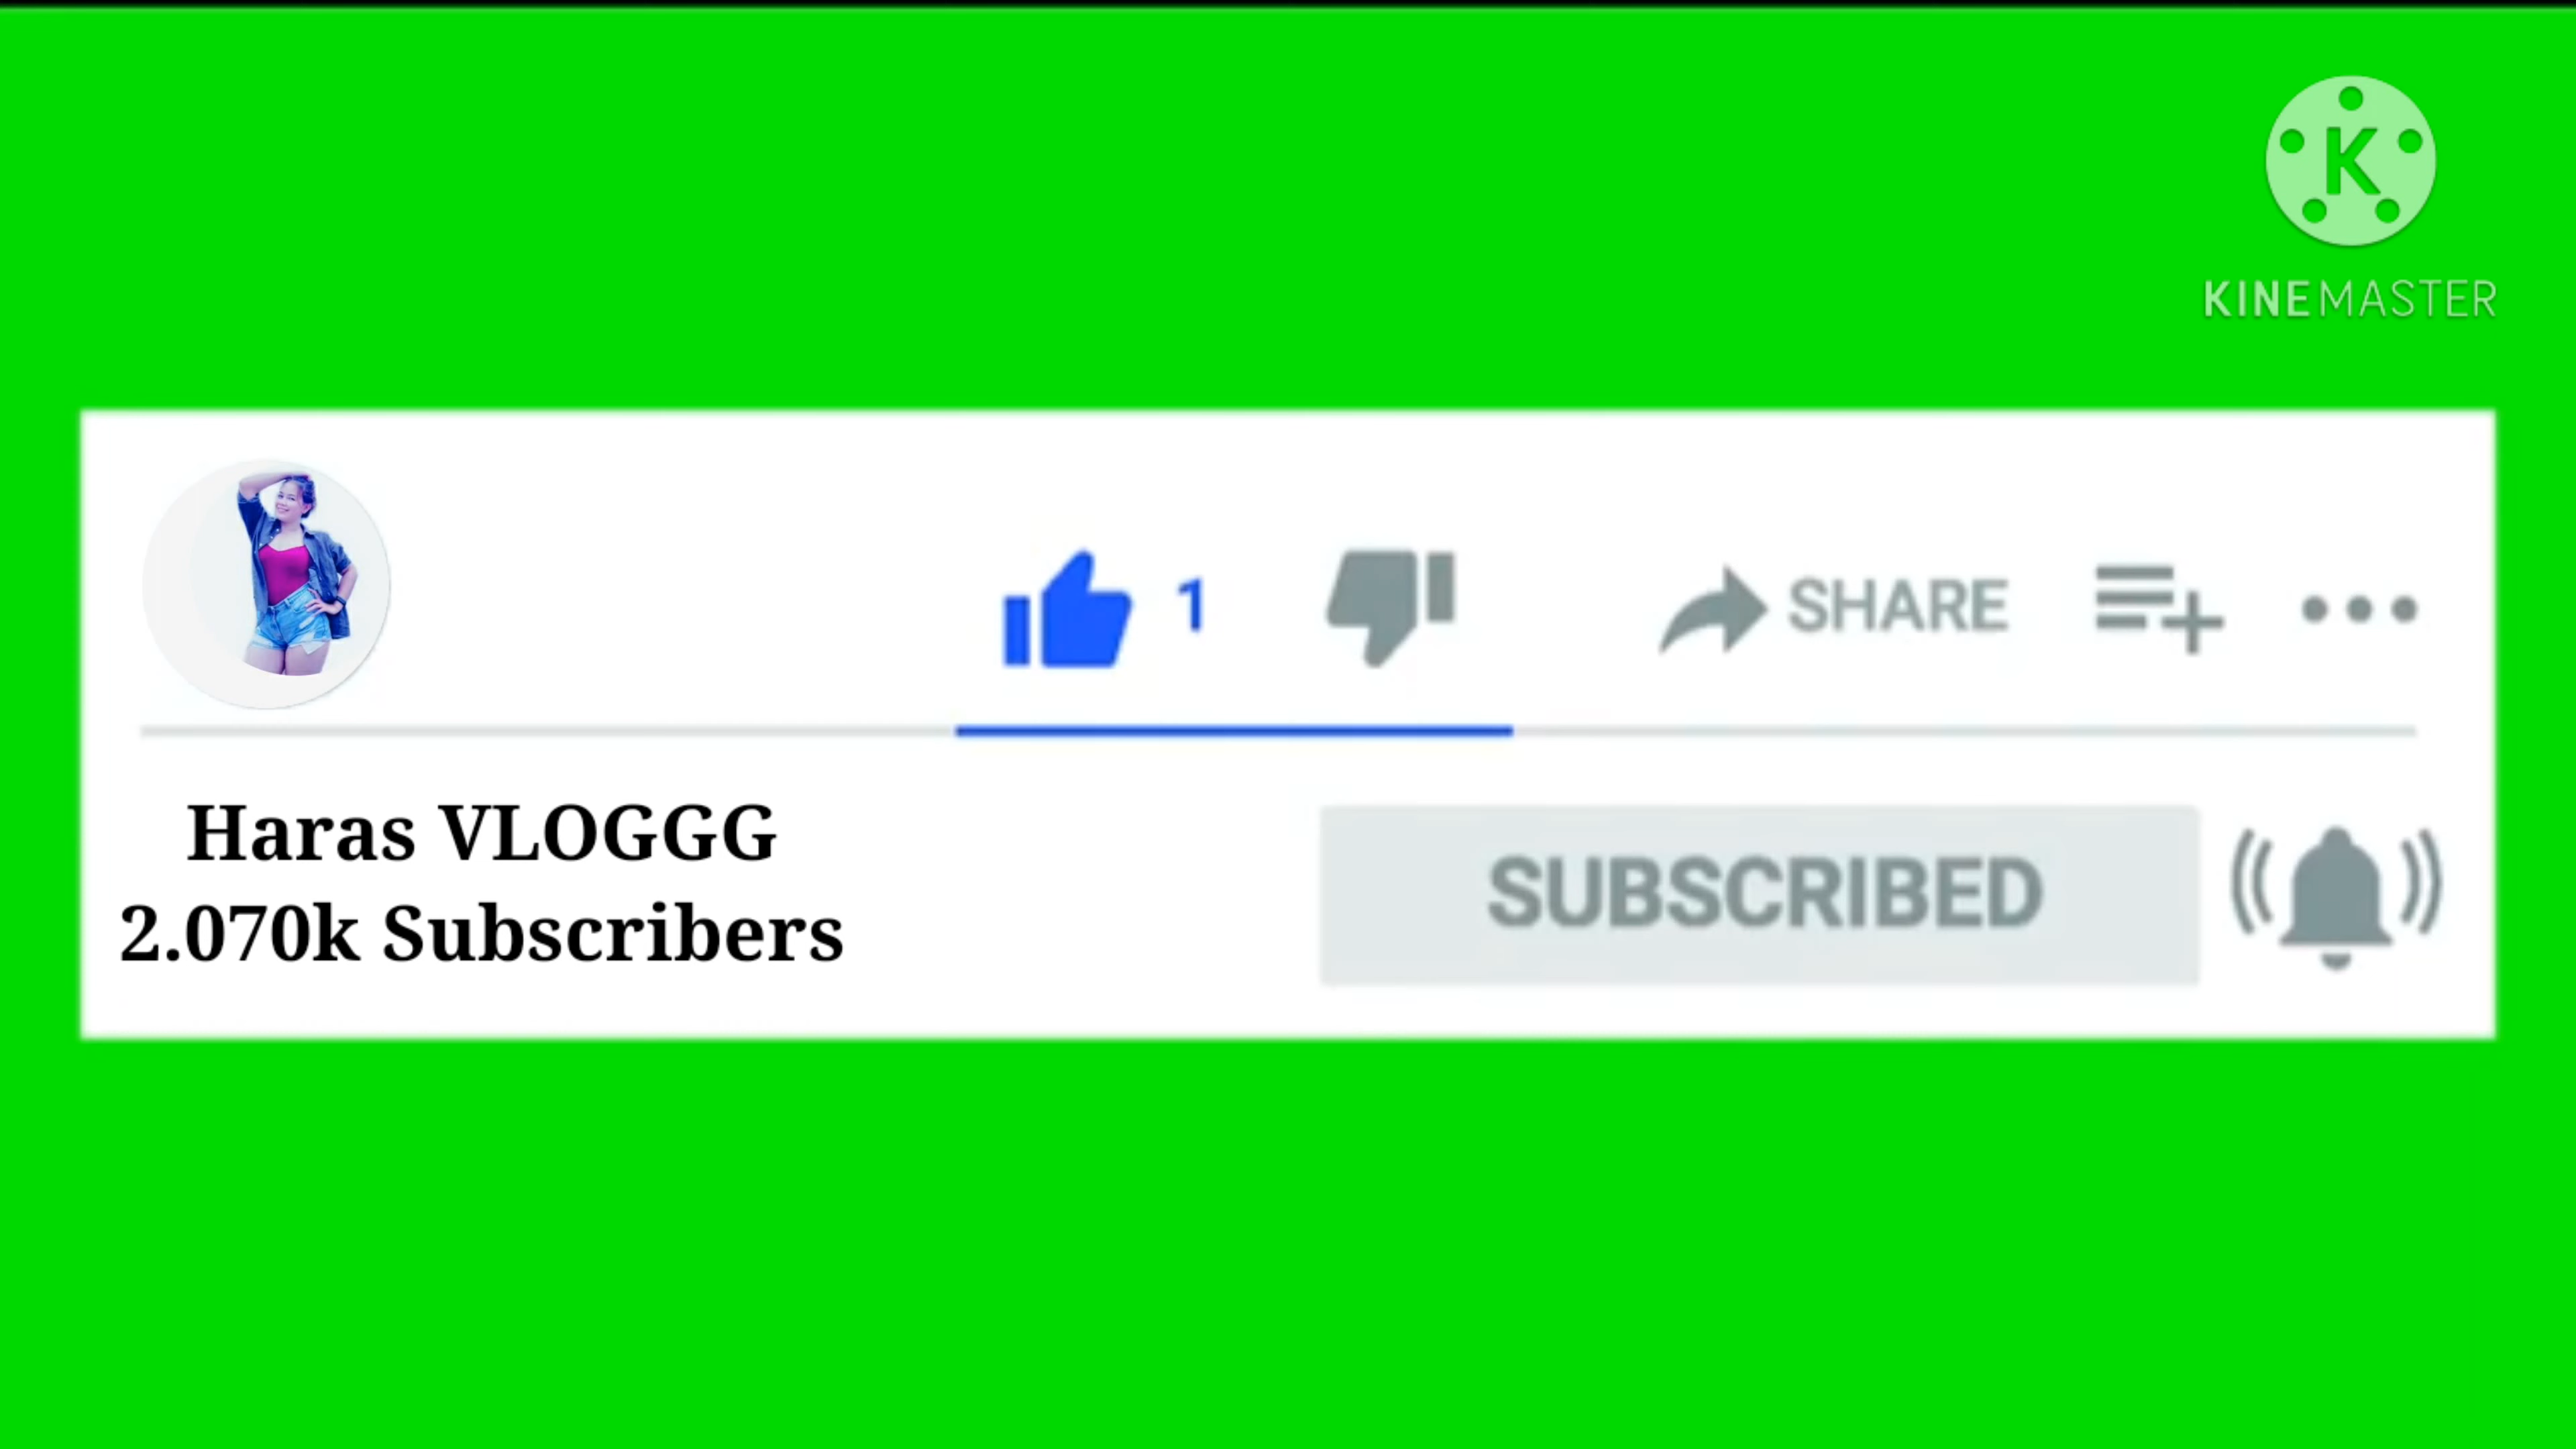 K
KINEMASTER
1
SHARE
Haras VLOGGG
2.070k Subscribers
SUBSCRIBED